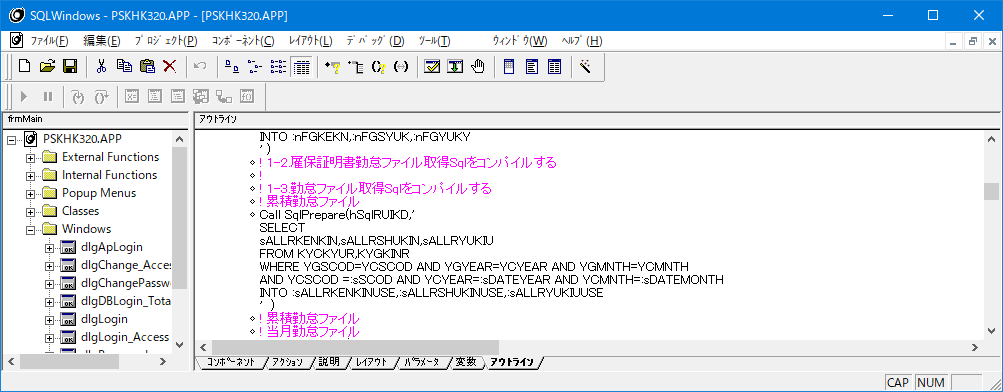 SQLWindows - PSKHK320.APP - [PSKHK320.APP]
ﾌｧｲﾙ(F) 編集(E) ﾌﾟﾛｼﾞｪｸﾄ(P) ｺﾝﾎﾟｰﾈﾝﾄ(C) ﾚｲｱｳﾄ(L) ﾃﾞﾊﾞｯｸﾞ(D) ﾂｰﾙ(T) ｳｨﾝﾄﾞｳ(W) ﾍﾙﾌﾟ(H)
frmMain
PSKHK320.APP
External Functions
Internal Functions
Popup Menus
Classes
Windows
dlgApLogin
dlgChange_Acce
dlgChangePassw
dlgDBLogin_Tota
dlgLogin
dlgLogin_Access
ｱｳﾄﾗｲﾝ
INTO :nFGKEKN,:nFGSYUK,:nFGYUKY
' )
! 1-2.雇保証明書勤怠ファイル取得Sqlをコンパイルする
!
! 1-3.勤怠ファイル取得Sqlをコンパイルする
! 累積勤怠ファイル
Call SqlPrepare(hSqlRUIKD,'
SELECT
sALLRKENKIN,sALLRSHUKIN,sALLRYUKIU
FROM KYCKYUR,KYGKINR
WHERE YGSCOD=YCSCOD AND YGYEAR=YCYEAR AND YGMNTH=YCMNTH
AND YCSCOD =:sSCOD AND YCYEAR=:sDATEYEAR AND YCMNTH=:sDATEMONTH
INTO :sALLRKENKINUSE,:sALLRSHUKINUSE,:sALLRYUKIUUSE
' )
! 累積勤怠ファイル
! 当月勤怠ファイル
ｺﾝﾎﾟｰﾈﾝﾄ ｱｸｼｮﾝ 説明 ﾚｲｱｳﾄ ﾊﾟﾗﾒｰﾀ 変数 ｱｳﾄﾗｲﾝ
CAP NUM